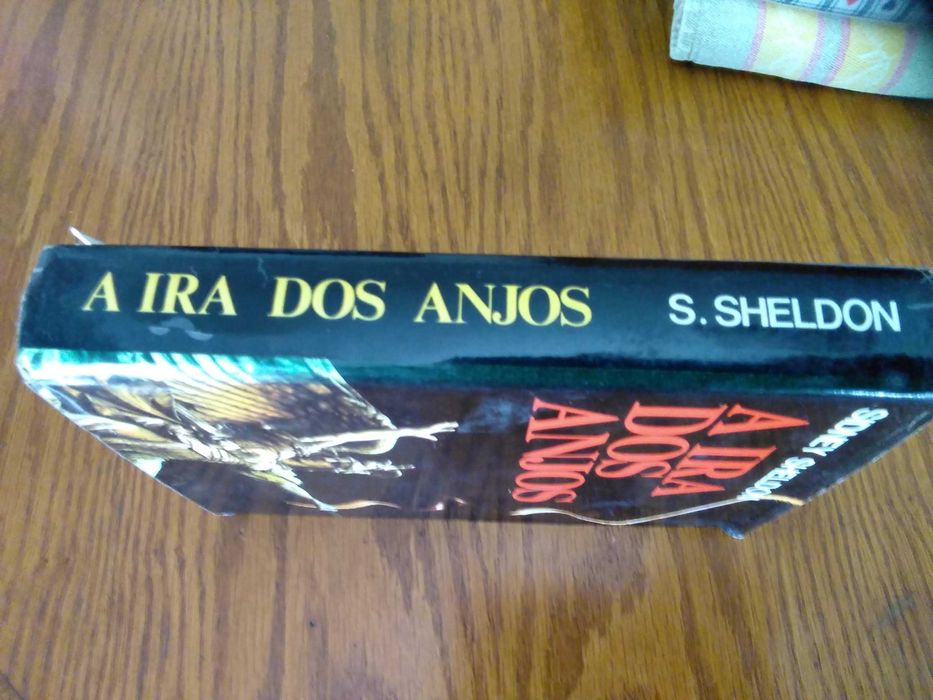 A IRA DOS ANJOS S. SHELDON
SIDNEY SHELDON
A IRA
DOS
ANJOS